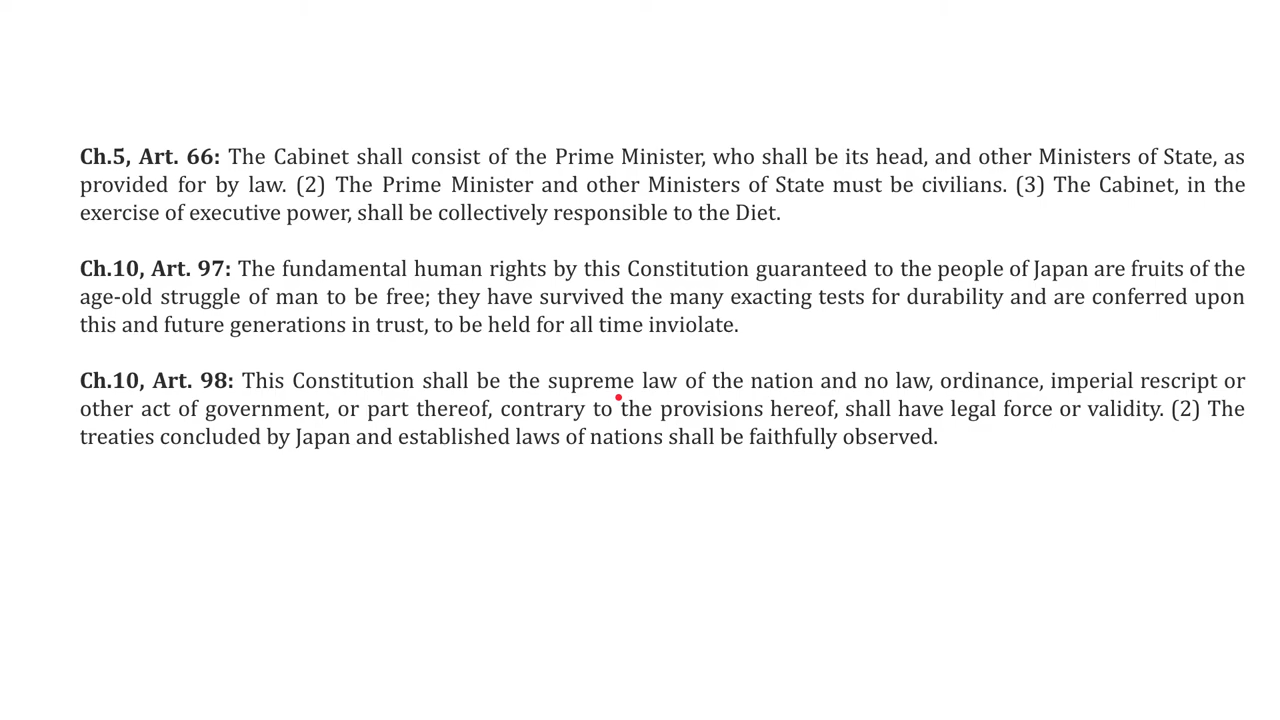 Ch.5, Art. 66: The Cabinet shall consist of the Prime Minister, who shall be its head, and other Ministers of State, as
provided for by law. (2) The Prime Minister and other Ministers of State must be civilians. (3) The Cabinet, in the
exercise of executive power, shall be collectively responsible to the Diet.
Ch.10, Art. 97: The fundamental human rights by this Constitution guaranteed to the people of Japan are fruits of the
age-old struggle of man to be free; they have survived the many exacting tests for durability and are conferred upon
this and future generations in trust, to be held for all time inviolate.
Ch.10, Art. 98: This Constitution shall be the supreme law of the nation and no law, ordinance, imperial rescript or
other act of government, or part thereof, contrary to the provisions hereof, shall have legal force or validity. (2) The
treaties concluded by Japan and established laws of nations shall be faithfully observed.